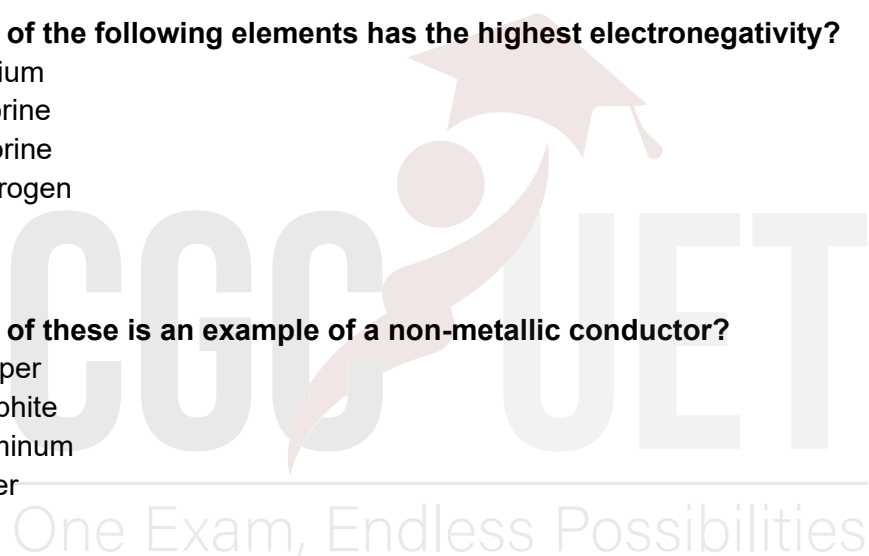 of the following elements has the highest electronegativity?
ium
orine
orine
rogen
of these is an example of a non-metallic conductor?
per
phite
minum
er
CGC UET
One Exam, Endless Possibilities